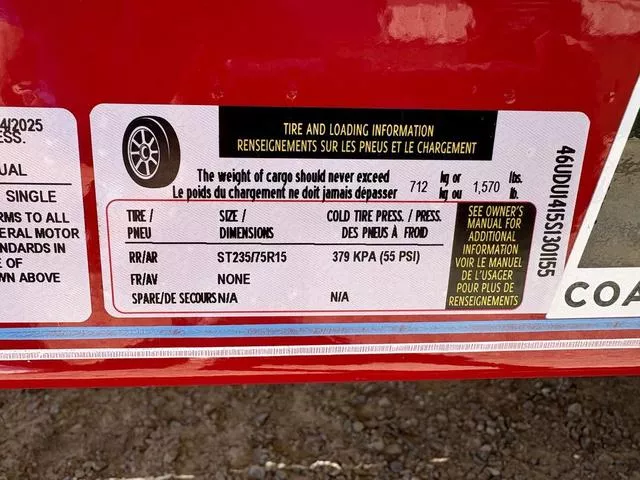 4/2025
ESS.
UAL
SINGLE
RMS TO ALL
ERAL MOTOR
NDARDS IN
E OF
N ABOVE
TIRE AND LOADING INFORMATION
RENSEIGNEMENTS SUR LES PNEUS ET LE CHARGEMENT
The weight of cargo should never exceed 712 kg or 1,570 lbs.
Le poids du chargement ne doit jamais dépasser kg ou lb.
TIRE / SIZE / COLD TIRE PRESS. / PRESS.
PNEU DIMENSIONS DES PNEUS À FROID
RR/AR ST235/75R15 379 KPA (55 PSI)
FR/AV NONE
SPARE/DE SECOURS N/A N/A
SEE OWNER'S
MANUAL FOR
ADDITIONAL
INFORMATION
VOIR LE MANUEL
DE L'USAGER
POUR PLUS DE
RENSEIGNEMENTS
46UDU1415S1301155
COA